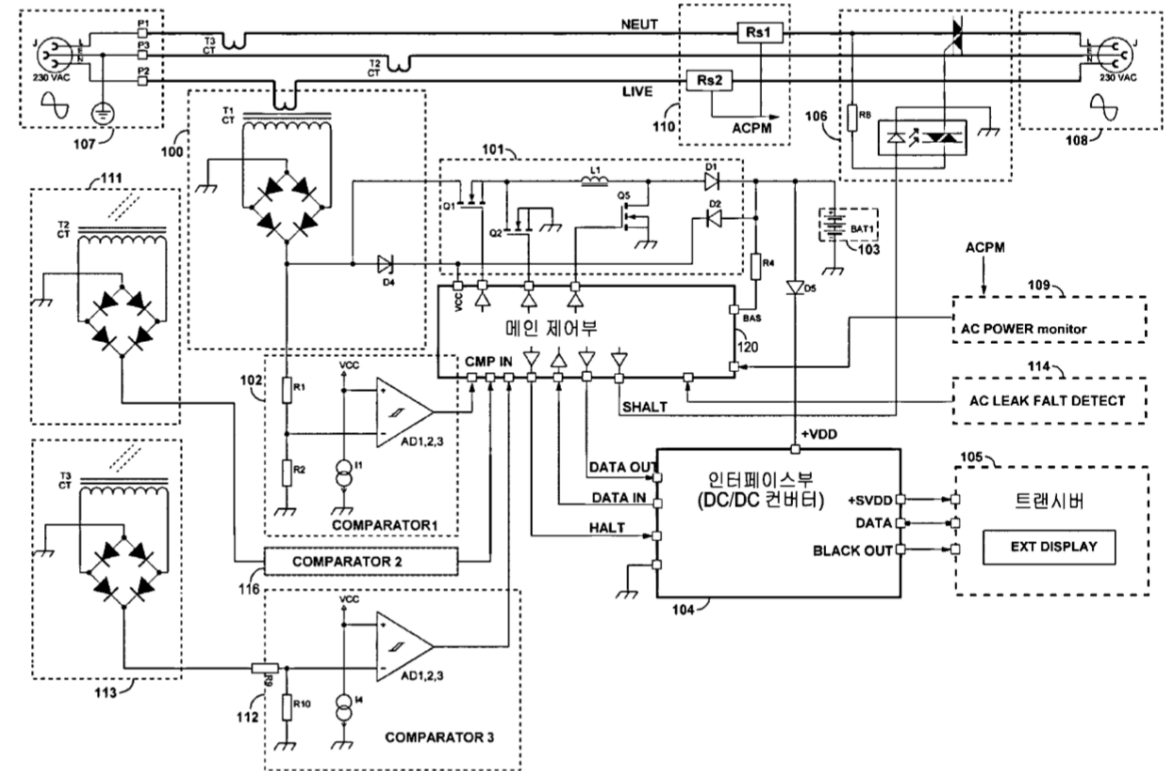 P1
NEUT
110
T3
CT
Rs1
J
L
N
230 VAC
P3
T2
CT
J
230 VAC
P2
Rs2
LIVE
T1
CT
107
100
110
ACPM
106
R8
108
111
101
T2
CT
Q1
Q2
L1
Q5
D1
D2
BAT1
103
D4
R4
D5
ACPM
109
AC POWER monitor
VCC
메인 제어부
BAS
120
CMP IN
114
AC LEAK FALT DETECT
102
VCC
R1
AD1,2,3
SHALT
R2
I1
COMPARATOR1
+VDD
T3
CT
DATA OUT
DATA IN
HALT
인터페이스부
(DC/DC 컨버터)
+SVDD
DATA
BLACK OUT
105
트랜시버
EXT DISPLAY
COMPARATOR 2
116
104
VCC
AD1,2,3
R9
R10
I4
113
112
COMPARATOR 3